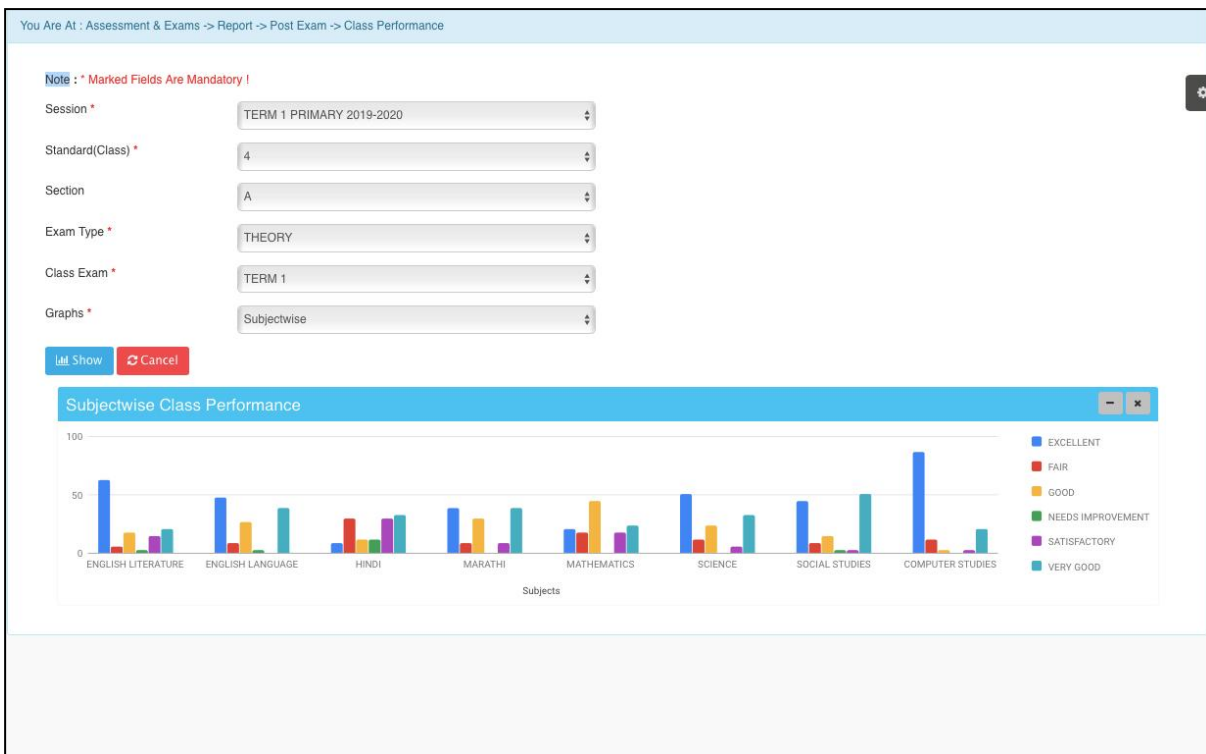 You Are At : Assessment & Exams -> Report -> Post Exam -> Class Performance
Note : * Marked Fields Are Mandatory !
Session *
TERM 1 PRIMARY 2019-2020
Standard(Class) *
4
Section
A
Exam Type *
THEORY
Class Exam *
TERM 1
Graphs *
Subjectwise
Show Cancel
Subjectwise Class Performance
100
50
0
ENGLISH LITERATURE ENGLISH LANGUAGE HINDI MARATHI MATHEMATICS SCIENCE SOCIAL STUDIES COMPUTER STUDIES
Subjects
EXCELLENT
FAIR
GOOD
NEEDS IMPROVEMENT
SATISFACTORY
VERY GOOD